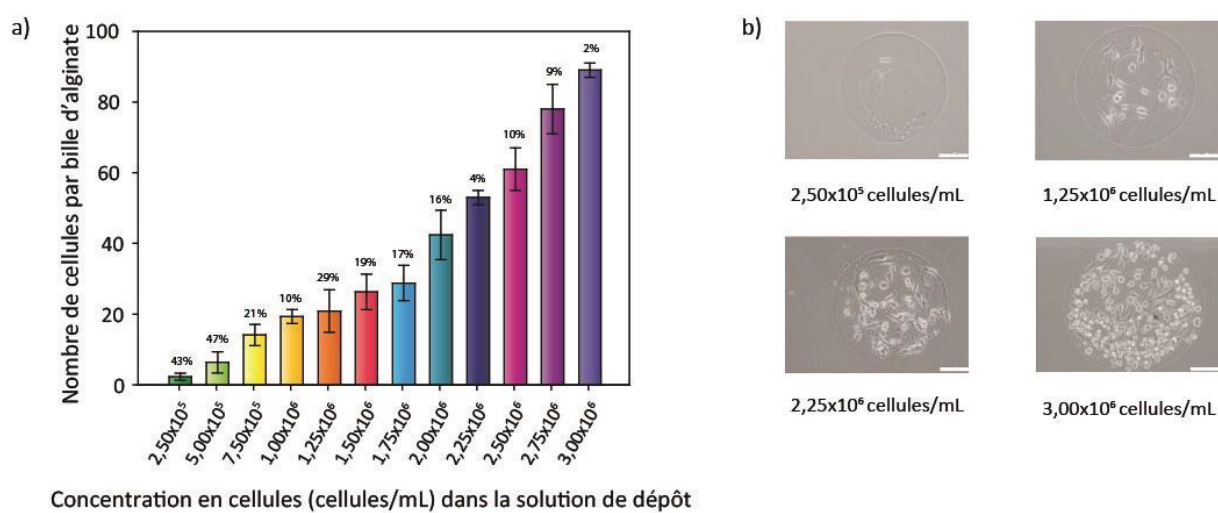 a)
Nombre de cellules par bille d'alginate
100
80
60
40
20
0
43%
47%
21%
10%
29%
19%
17%
16%
4%
10%
9%
2%
2,50x10⁵
5,00x10⁵
7,50x10⁵
1,00x10⁶
1,25x10⁶
1,50x10⁶
1,75x10⁶
2,00x10⁶
2,25x10⁶
2,50x10⁶
2,75x10⁶
3,00x10⁶
Concentration en cellules (cellules/mL) dans la solution de dépôt
b)
2,50x10⁵ cellules/mL
1,25x10⁶ cellules/mL
2,25x10⁶ cellules/mL
3,00x10⁶ cellules/mL